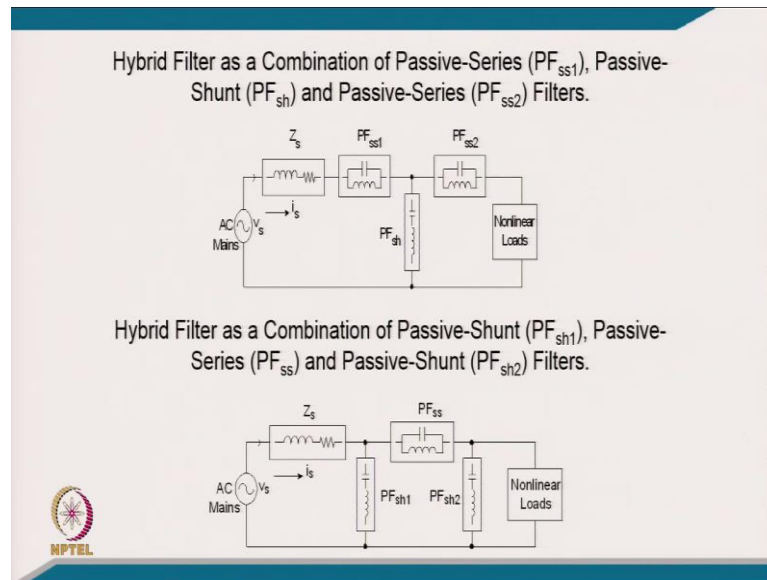 Hybrid Filter as a Combination of Passive-Series (PFss1), Passive-
Shunt (PFsh) and Passive-Series (PFss2) Filters.
Zs
PFss1
PFss2
AC
Mains
vs
is
PFsh
Nonlinear
Loads
Hybrid Filter as a Combination of Passive-Shunt (PFsh1), Passive-
Series (PFss) and Passive-Shunt (PFsh2) Filters.
Zs
PFss
AC
Mains
vs
is
PFsh1
PFsh2
Nonlinear
Loads
NPTEL